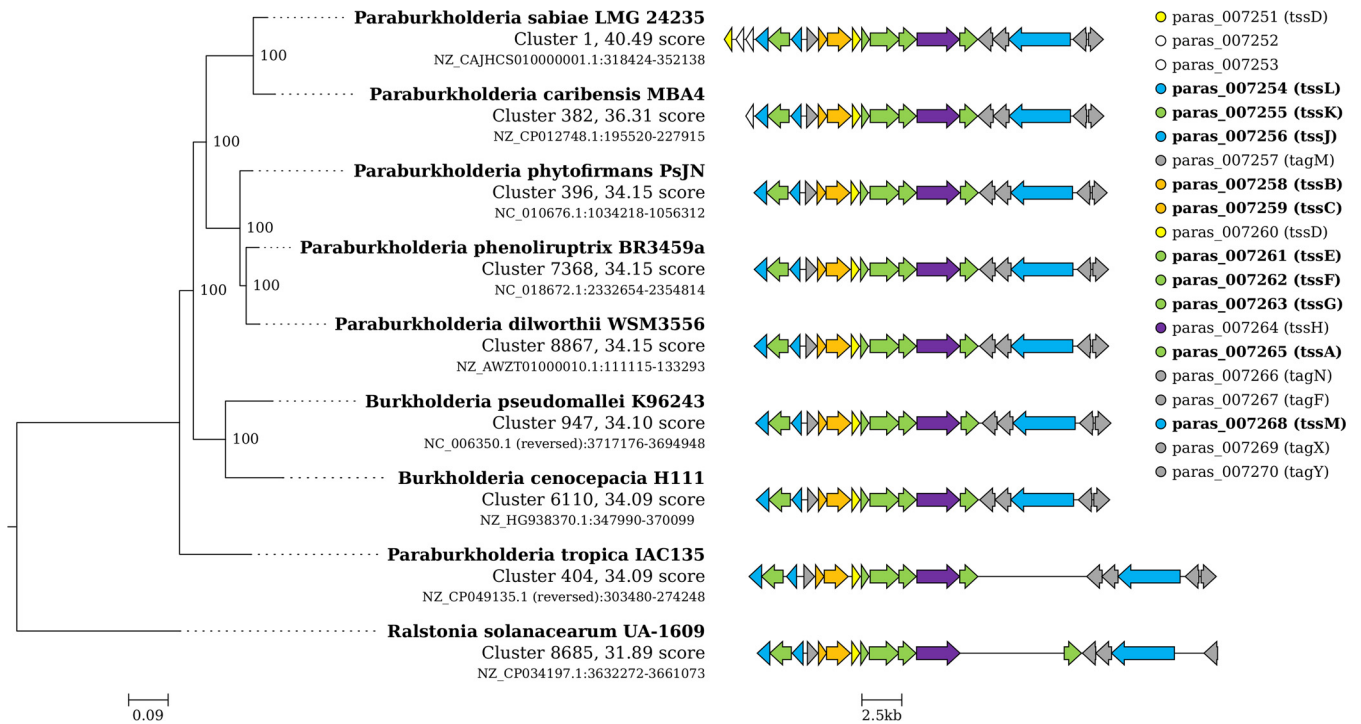 Paraburkholderia sabiae LMG 24235
Cluster 1, 40.49 score
NZ_CAJHCS010000001.1:318424-352138
100
Paraburkholderia caribensis MBA4
Cluster 382, 36.31 score
NZ_CP012748.1:195520-227915
100
Paraburkholderia phytofirmans PsJN
Cluster 396, 34.15 score
NC_010676.1:1034218-1056312
100
Paraburkholderia phenoliruptrix BR3459a
Cluster 7368, 34.15 score
NC_018672.1:2332654-2354814
100
100
Paraburkholderia dilworthii WSM3556
Cluster 8867, 34.15 score
NZ_AWZT01000010.1:111115-133293
Burkholderia pseudomallei K96243
Cluster 947, 34.10 score
NC_006350.1 (reversed):3717176-3694948
100
Burkholderia cenocepacia H111
Cluster 6110, 34.09 score
NZ_HG938370.1:347990-370099
Paraburkholderia tropica IAC135
Cluster 404, 34.09 score
NZ_CP049135.1 (reversed):303480-274248
Ralstonia solanacearum UA-1609
Cluster 8685, 31.89 score
NZ_CP034197.1:3632272-3661073
0.09
2.5kb
paras_007251 (tssD)
paras_007252
paras_007253
paras_007254 (tssL)
paras_007255 (tssK)
paras_007256 (tssJ)
paras_007257 (tagM)
paras_007258 (tssB)
paras_007259 (tssC)
paras_007260 (tssD)
paras_007261 (tssE)
paras_007262 (tssF)
paras_007263 (tssG)
paras_007264 (tssH)
paras_007265 (tssA)
paras_007266 (tagN)
paras_007267 (tagF)
paras_007268 (tssM)
paras_007269 (tagX)
paras_007270 (tagY)